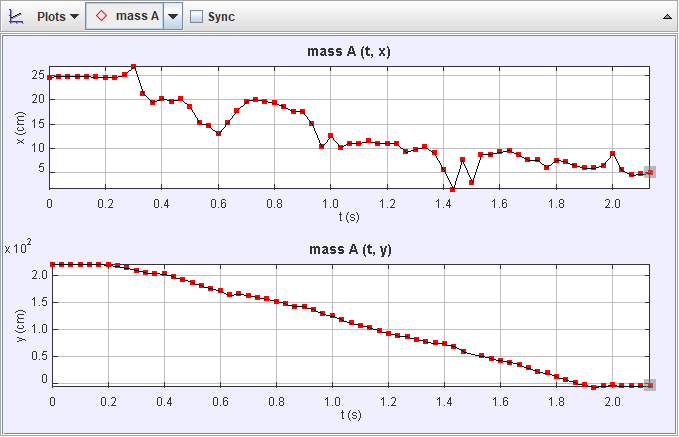 Plots mass A Sync
mass A (t, x)
x (cm)
25
20
15
10
5
0 0.2 0.4 0.6 0.8 1.0 1.2 1.4 1.6 1.8 2.0
t (s)
mass A (t, y)
x 10^2
y (cm)
2.0
1.5
1.0
0.5
0
0.0 0.2 0.4 0.6 0.8 1.0 1.2 1.4 1.6 1.8 2.0
t (s)